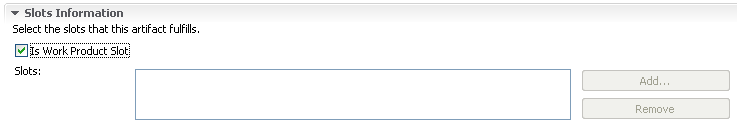 Slots Information
Select the slots that this artifact fulfills.
Is Work Product Slot
Slots:
Add...
Remove